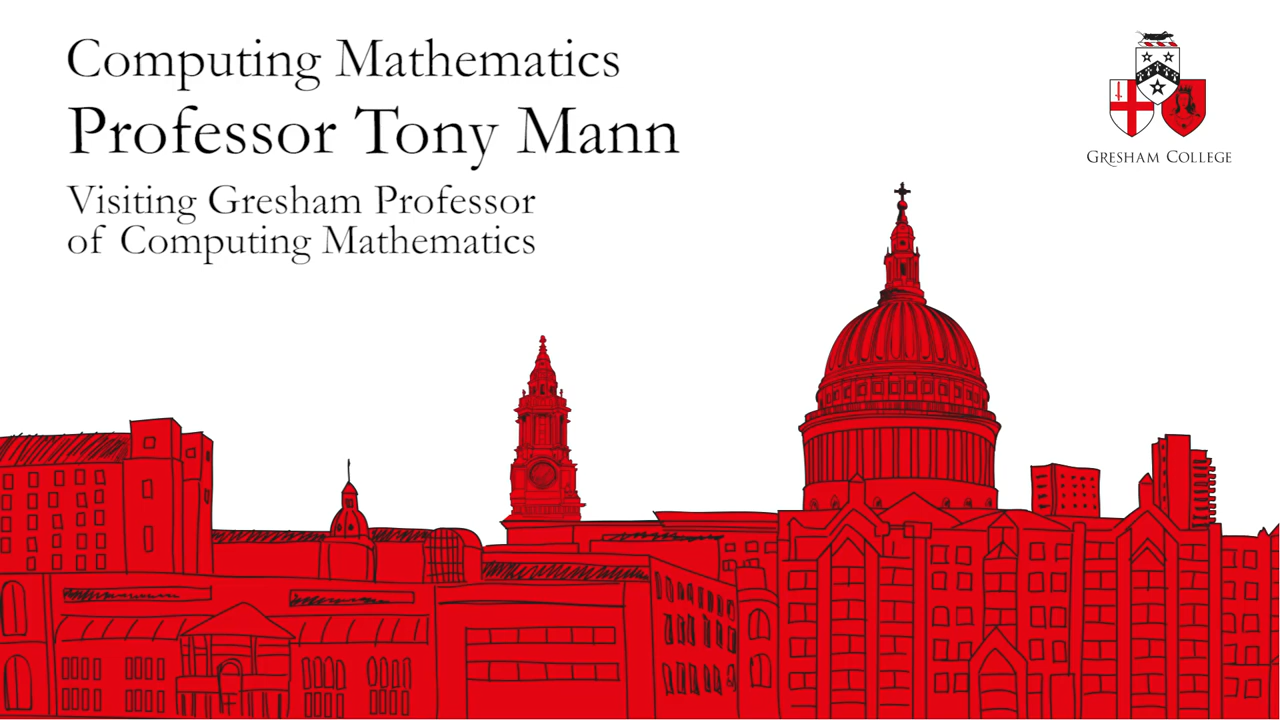 Computing Mathematics
Professor Tony Mann
Visiting Gresham Professor
of Computing Mathematics
GRESHAM COLLEGE